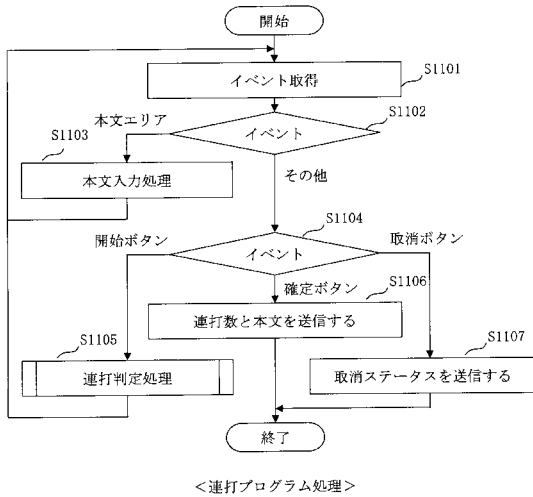 開始
イベント取得
S1101
イベント
S1102
本文エリア
S1103
本文入力処理
その他
イベント
S1104
開始ボタン
取消ボタン
確定ボタン
S1105
連打判定処理
S1106
連打数と本文を送信する
S1107
取消ステータスを送信する
終了
<連打プログラム処理>